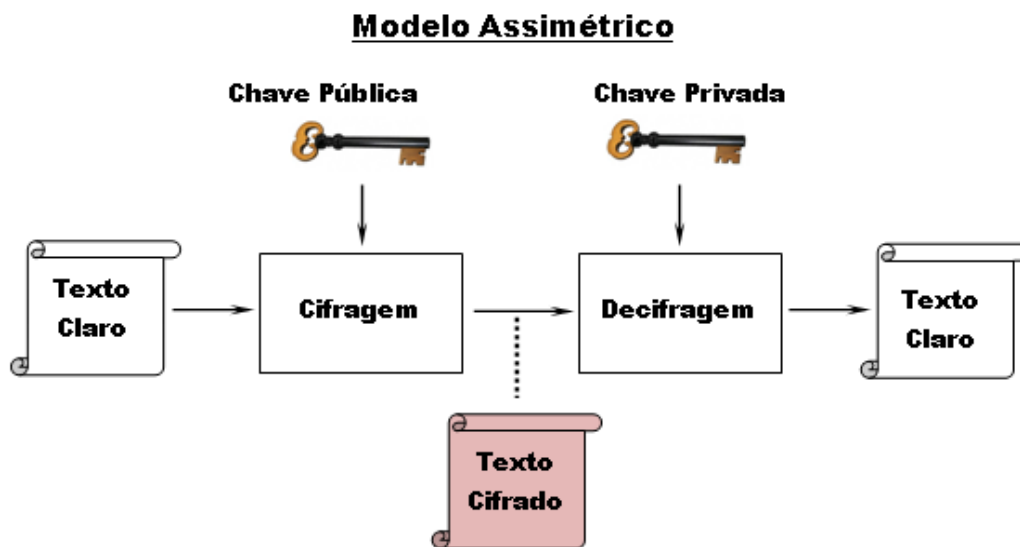 Modelo Assimétrico
Chave Pública
Chave Privada
Texto
Claro
Cifragem
Decifragem
Texto
Claro
Texto
Cifrado